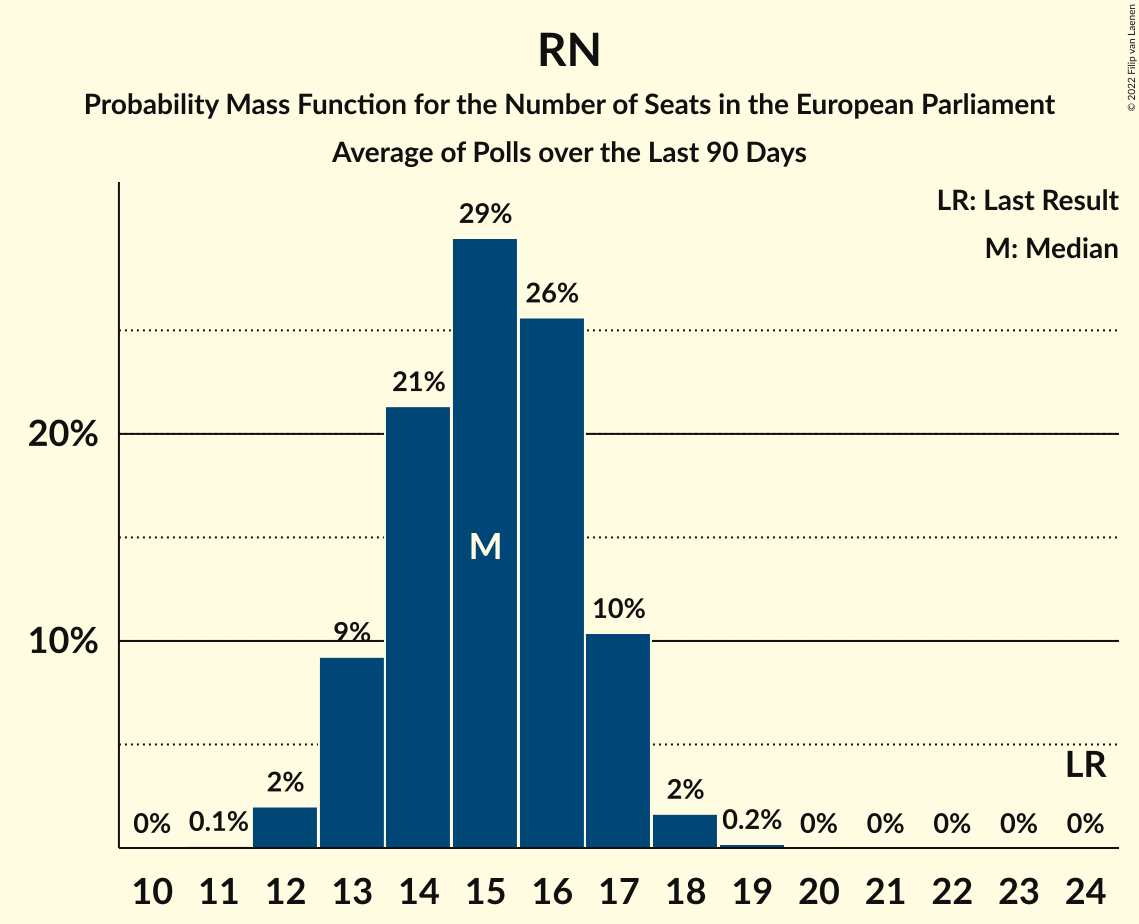 © 2022 Filip van Laenen
RN
Probability Mass Function for the Number of Seats in the European Parliament
Average of Polls over the Last 90 Days
LR: Last Result
M: Median
20%
10%
0% 0.1% 2% 9% 21% 29% 26% 10% 2% 0.2% 0% 0% 0% 0% 0%
M
LR
10 11 12 13 14 15 16 17 18 19 20 21 22 23 24